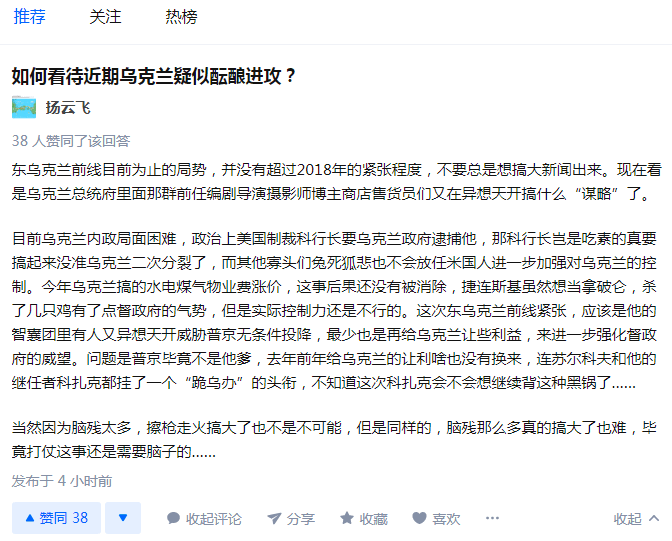 推荐 关注 热榜
如何看待近期乌克兰疑似酝酿进攻？
扬云飞
38 人赞同了该回答
东乌克兰前线目前为止的局势，并没有超过2018年的紧张程度，不要总是想搞大新闻出来。现在看
是乌克兰总统府里面那群前任编剧导演摄影师博主商店售货员们又在异想天开搞什么“谋略”了。
目前乌克兰内政局面困难，政治上美国制裁科行长要乌克兰政府逮捕他，那科行长岂是吃素的真要
搞起来没准乌克兰二次分裂了，而其他寡头们兔死狐悲也不会放任米国人进一步加强对乌克兰的控
制。今年乌克兰搞的水电煤气物业费涨价，这事后果还没有被消除，捷连斯基虽然想当拿破仑，杀
了几只鸡有了点督政府的气势，但是实际控制力还是不行的。这次东乌克兰前线紧张，应该是他的
智囊团里有人又异想天开威胁普京无条件投降，最少也是再给乌克兰让些利益，来进一步强化督政
府的威望。问题是普京毕竟不是他爹，去年前年给乌克兰的让利啥也没有换来，连苏尔科夫和他的
继任者科扎克都挂了一个“跪乌办”的头衔，不知道这次科扎克会不会想继续背这种黑锅了......
当然因为脑残太多，擦枪走火搞大了也不是不可能，但是同样的，脑残那么多真的搞大了也难，毕
竟打仗这事还是需要脑子的......
发布于 4 小时前
赞同 38 收起评论 分享 收藏 喜欢 ··· 收起